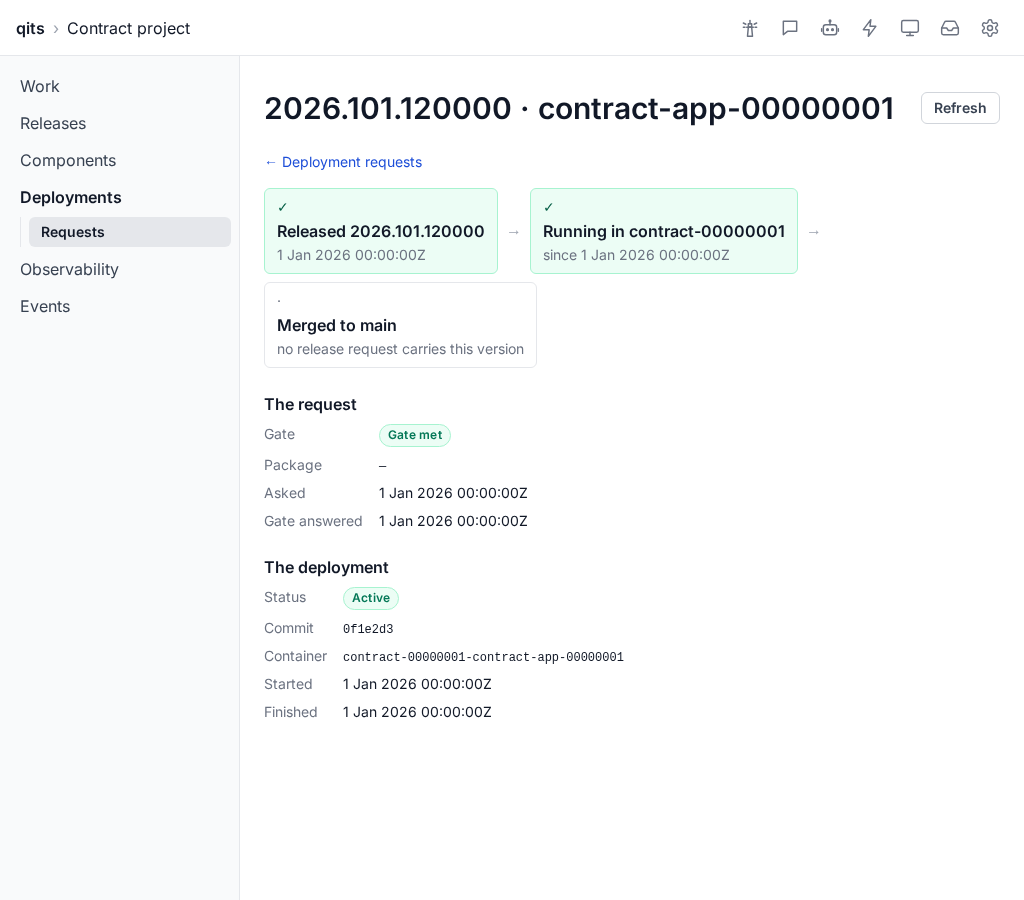 qits › Contract project
Work
Releases
Components
Deployments
Requests
Observability
Events
2026.101.120000 · contract-app-00000001
Refresh
← Deployment requests
✓
Released 2026.101.120000
1 Jan 2026 00:00:00Z
→
✓
Running in contract-00000001
since 1 Jan 2026 00:00:00Z
→
·
Merged to main
no release request carries this version
The request
Gate Gate met
Package —
Asked 1 Jan 2026 00:00:00Z
Gate answered 1 Jan 2026 00:00:00Z
The deployment
Status Active
Commit 0f1e2d3
Container contract-00000001-contract-app-00000001
Started 1 Jan 2026 00:00:00Z
Finished 1 Jan 2026 00:00:00Z